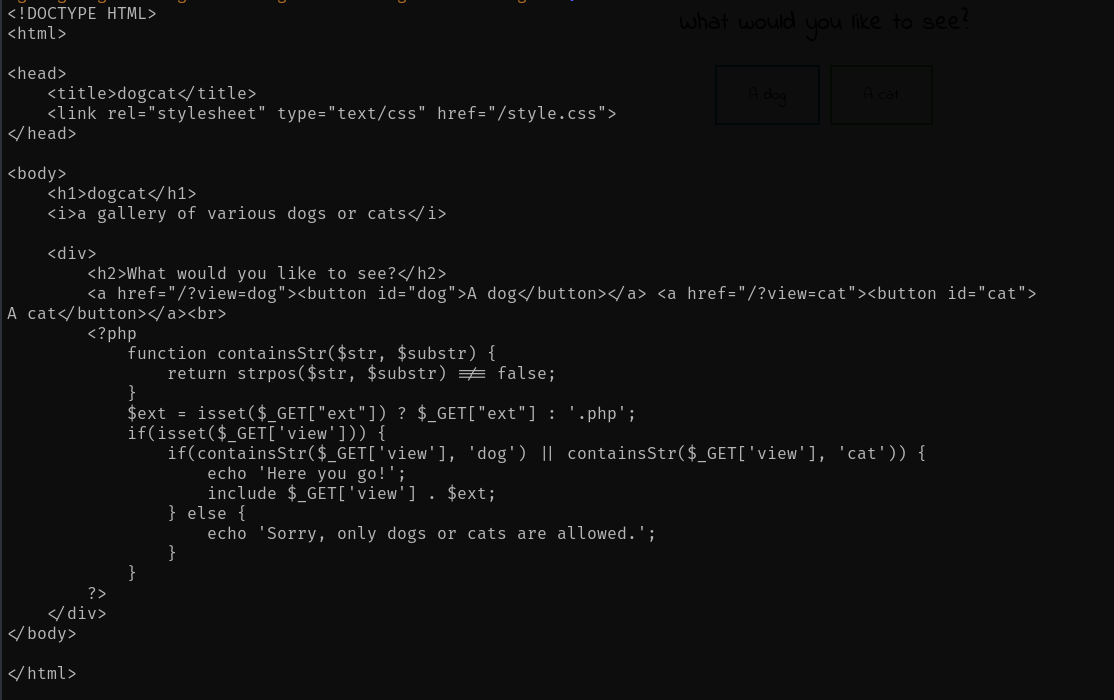 <!DOCTYPE HTML>
<html>
<head>
    <title>dogcat</title>
    <link rel="stylesheet" type="text/css" href="/style.css">
</head>
<body>
    <h1>dogcat</h1>
    <i>a gallery of various dogs or cats</i>
    <div>
        <h2>What would you like to see?</h2>
        <a href="/?view=dog"><button id="dog">A dog</button></a> <a href="/?view=cat"><button id="cat">
A cat</button></a><br>
        <?php
            function containsStr($str, $substr) {
                return strpos($str, $substr) !== false;
            }
            $ext = isset($_GET["ext"]) ? $_GET["ext"] : '.php';
            if(isset($_GET['view'])) {
                if(containsStr($_GET['view'], 'dog') || containsStr($_GET['view'], 'cat')) {
                    echo 'Here you go!';
                    include $_GET['view'] . $ext;
                } else {
                    echo 'Sorry, only dogs or cats are allowed.';
                }
            }
        ?>
    </div>
</body>
</html>
What would you like to see?
A dog
A cat